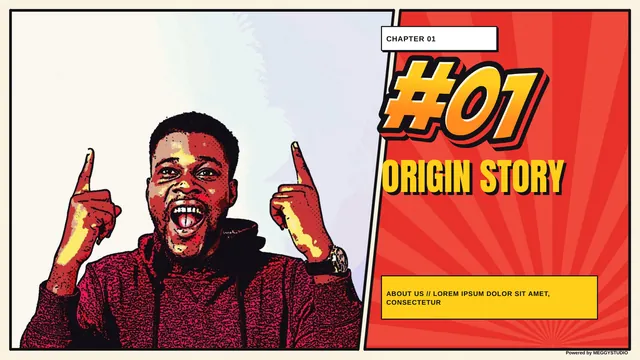 CHAPTER 01
#01
ORIGIN STORY
ABOUT US // LOREM IPSUM DOLOR SIT AMET,
CONSECTETUR
Powered by MEGGYSTUDIO